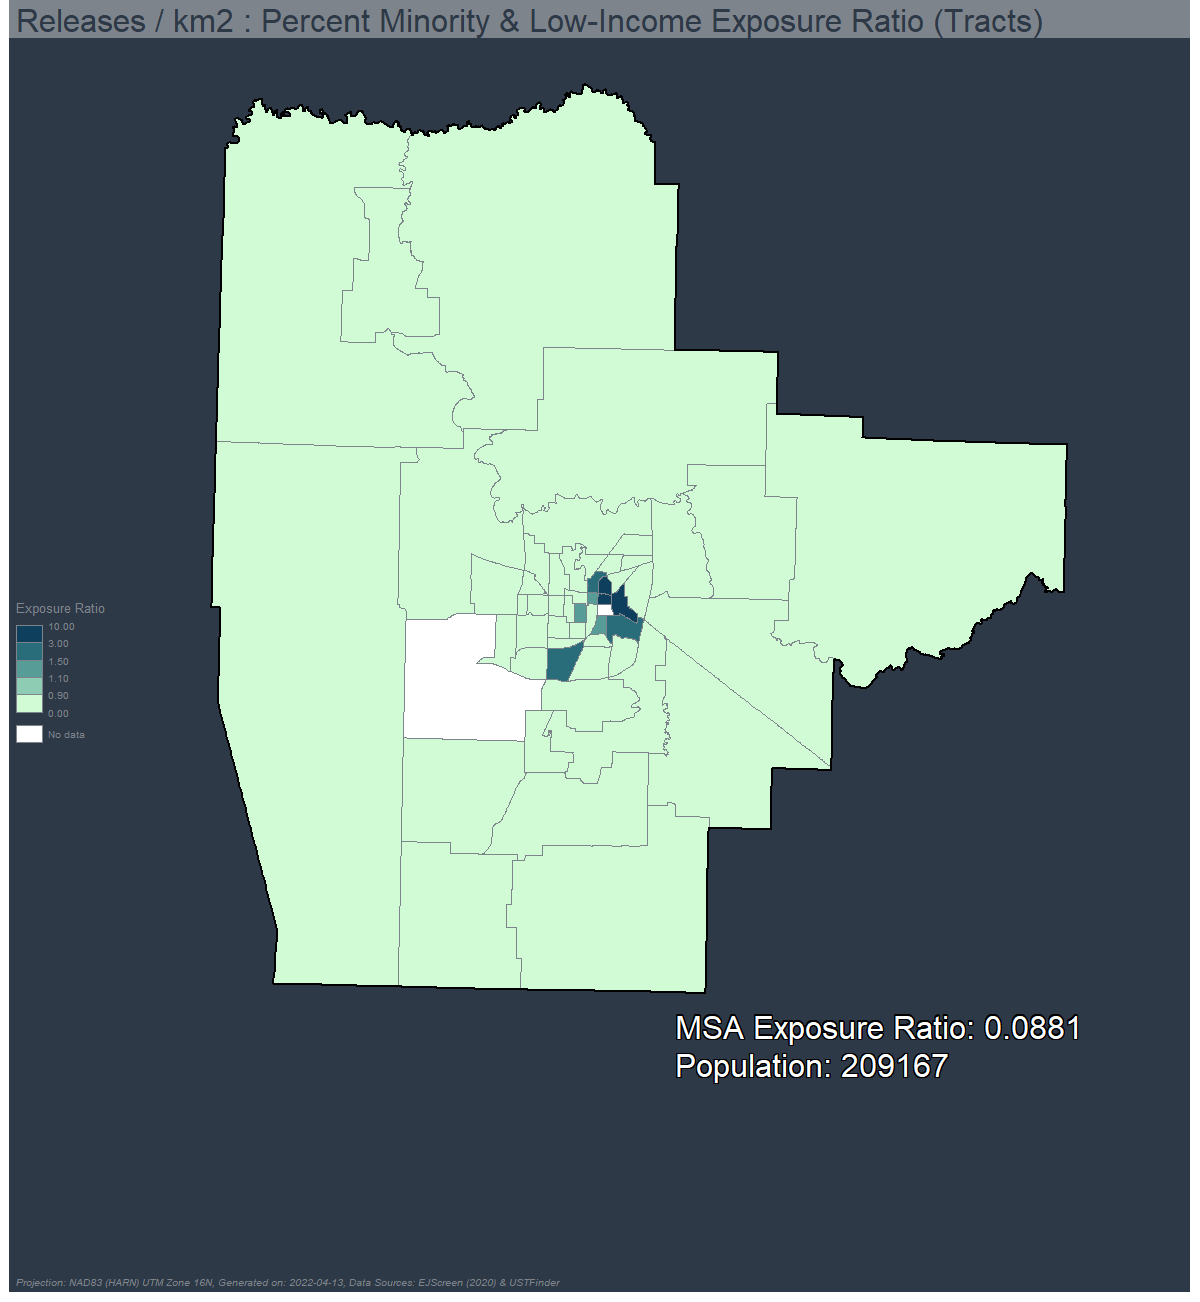 Releases / km2 : Percent Minority & Low-Income Exposure Ratio (Tracts)
Exposure Ratio
10.00
3.00
1.50
1.10
0.90
0.00
No data
MSA Exposure Ratio: 0.0881
Population: 209167
Projection: NAD83 (HARN) UTM Zone 16N, Generated on: 2022-04-13, Data Sources: EJScreen (2020) & USTFinder